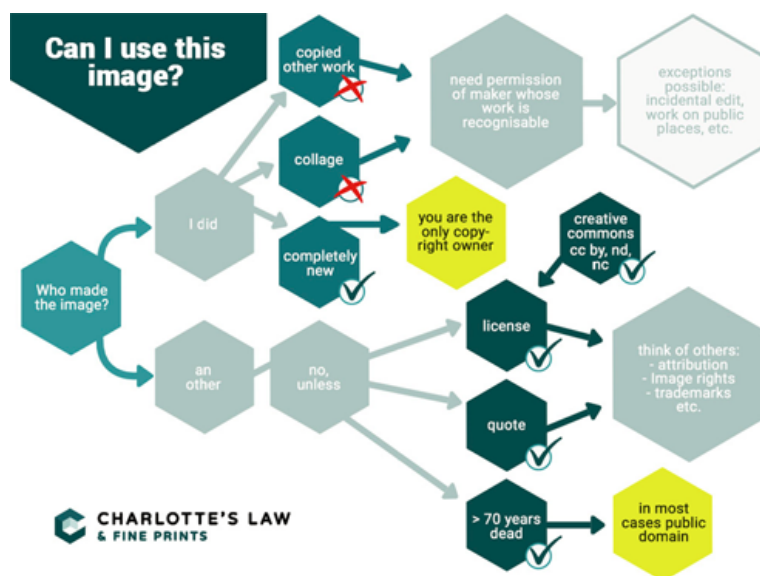 Can I use this
image?
copied
other work
need permission
of maker whose
work is
recognisable
exceptions
possible:
incidental edit,
work on public
places, etc.
collage
I did
completely
new
you are the
only copy-
right owner
creative
commons
cc by, nd,
nc
Who made
the image?
an
other
no,
unless
license
think of others:
- attribution
- Image rights
- trademarks
etc.
quote
> 70 years
dead
in most
cases public
domain
CHARLOTTE'S LAW
& FINE PRINTS